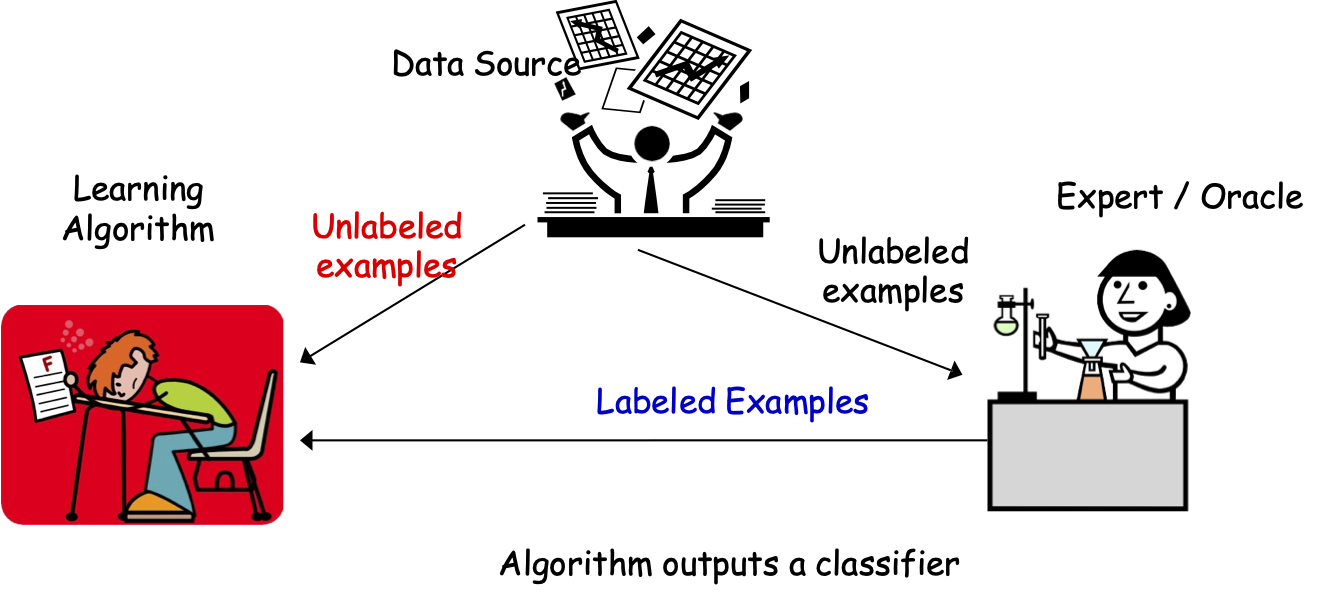 Data Source
Learning
Algorithm
Unlabeled
examples
Unlabeled
examples
Expert / Oracle
F
Labeled Examples
Algorithm outputs a classifier